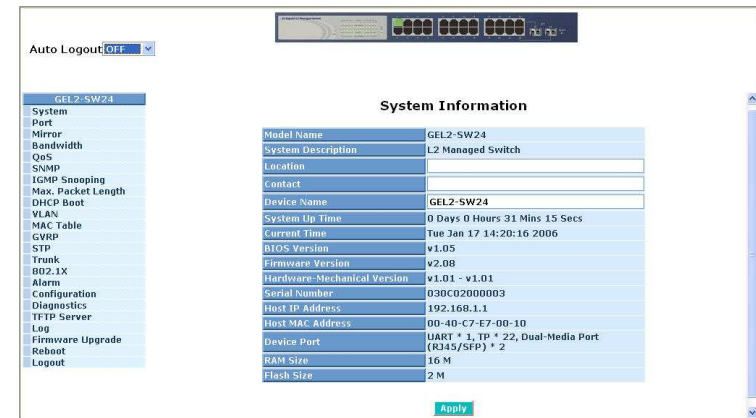 Auto Logout OFF
GEL2-SW24
System
Port
Mirror
Bandwidth
QoS
SNMP
IGMP Snooping
Max. Packet Length
DHCP Boot
VLAN
MAC Table
GVRP
STP
Trunk
802.1X
Alarm
Configuration
Diagnostics
TFTP Server
Log
Firmware Upgrade
Reboot
Logout
System Information
Model Name GEL2-SW24
System Description L2 Managed Switch
Location
Contact
Device Name GEL2-SW24
System Up Time 0 Days 0 Hours 31 Mins 15 Secs
Current Time Tue Jan 17 14:20:16 2006
BIOS Version v1.05
Firmware Version v2.08
Hardware-Mechanical Version v1.01 - v1.01
Serial Number 030C02000003
Host IP Address 192.168.1.1
Host MAC Address 00-40-C7-E7-00-10
Device Port UART * 1, TP * 22, Dual-Media Port
(RJ45/SFP) * 2
RAM Size 16 M
Flash Size 2 M
Apply